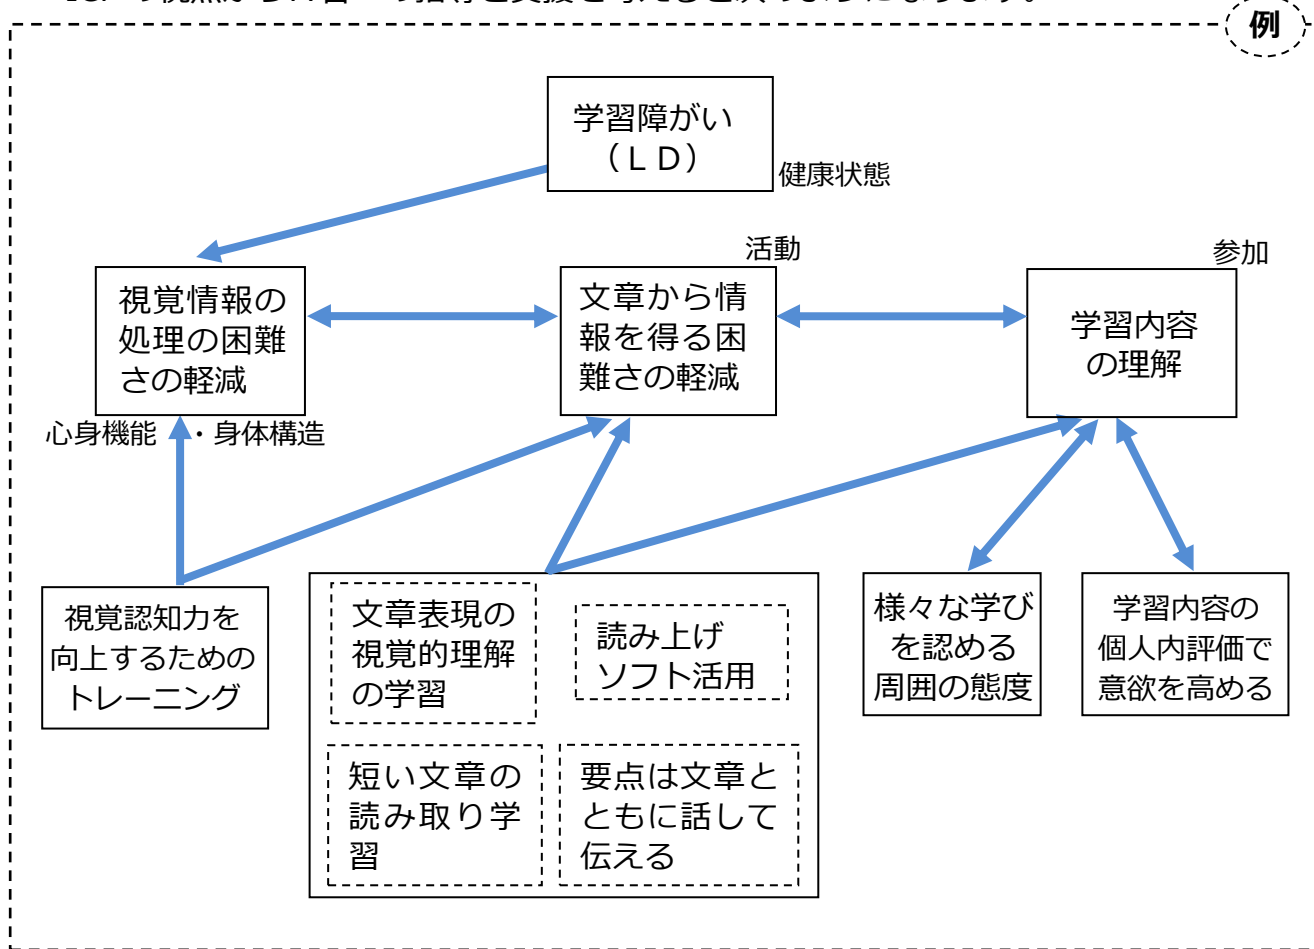 例
学習障がい
（ＬＤ）
健康状態
活動
参加
視覚情報の
処理の困難
さの軽減
文章から情
報を得る困
難さの軽減
学習内容
の理解
心身機能 ・身体構造
視覚認知力を
向上するための
トレーニング
文章表現の
視覚的理解
の学習
読み上げ
ソフト活用
短い文章の
読み取り学
習
要点は文章と
ともに話して
伝える
様々な学び
を認める
周囲の態度
学習内容の
個人内評価で
意欲を高める